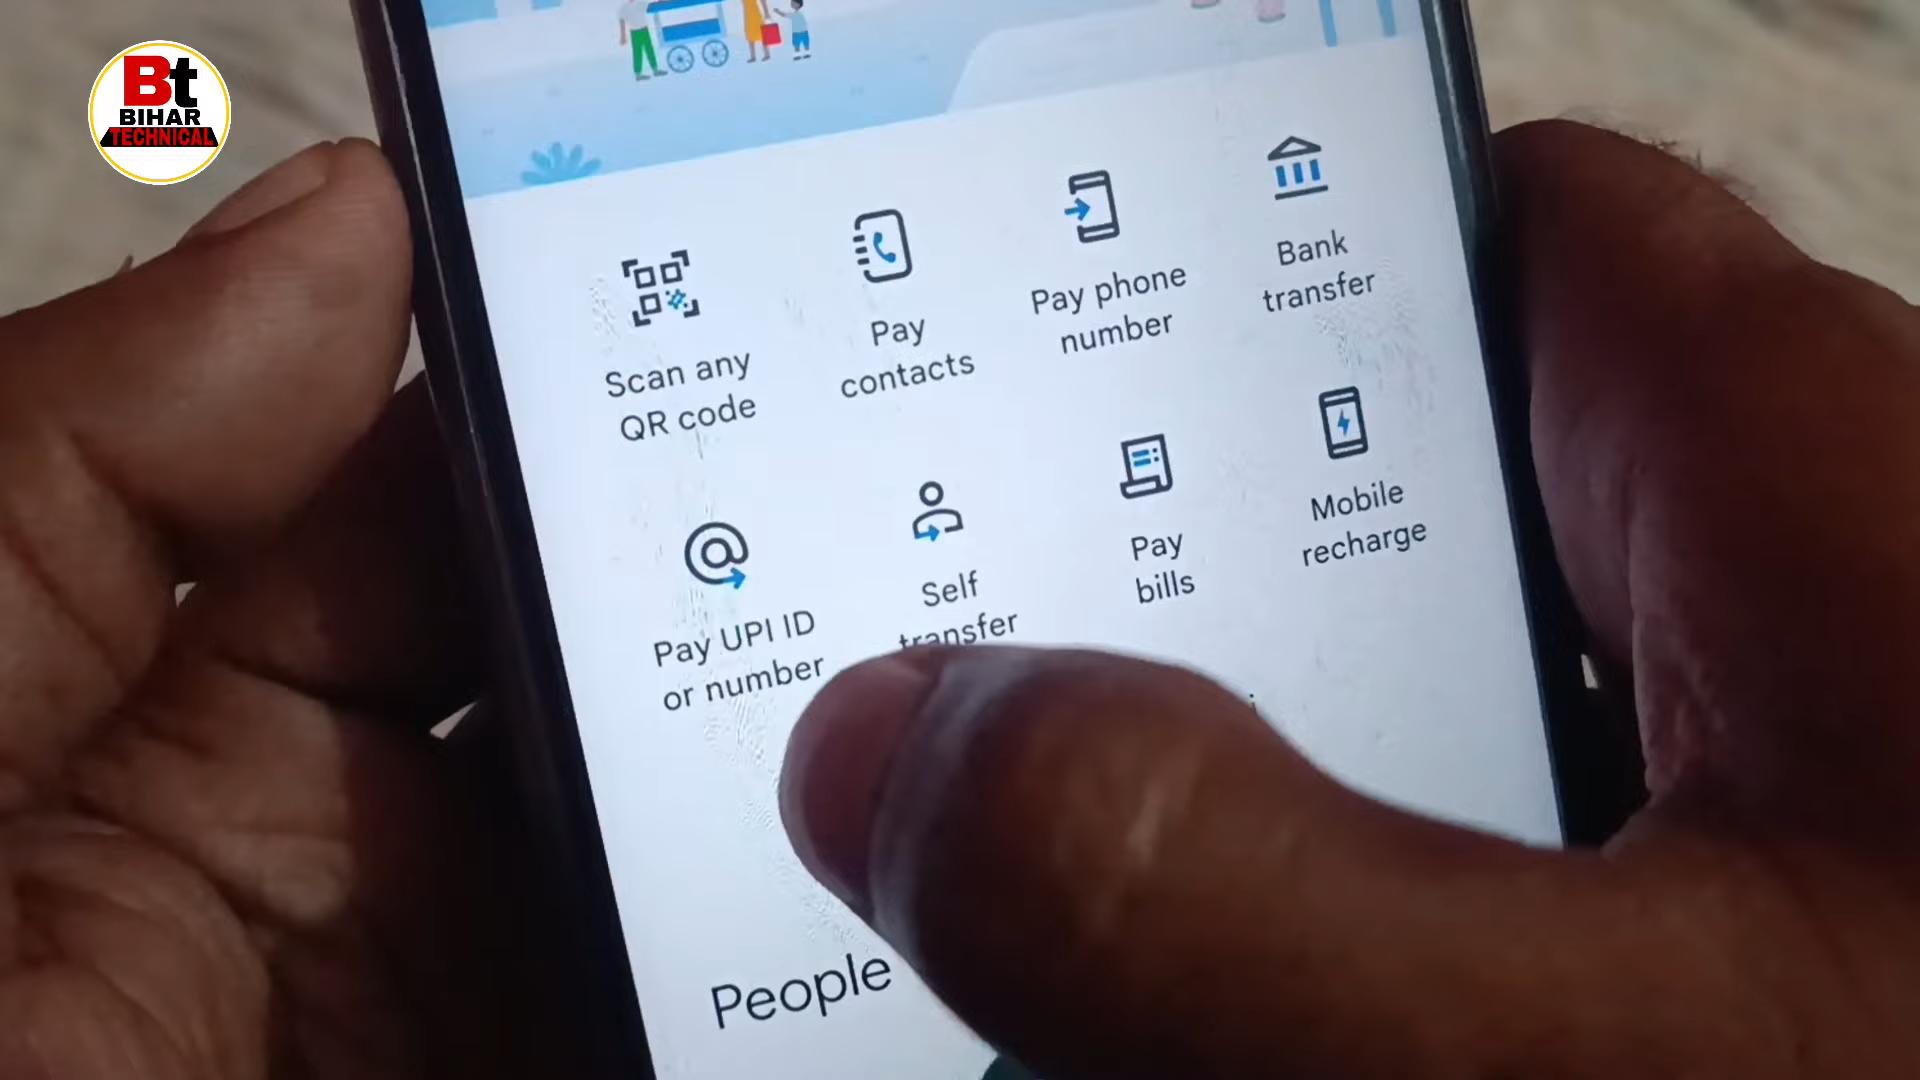 Bt
BIHAR
TECHNICAL
Scan any
QR code
Pay
contacts
Pay phone
number
Bank
transfer
Pay UPI ID
or number
Self
transfer
Pay
bills
Mobile
recharge
People